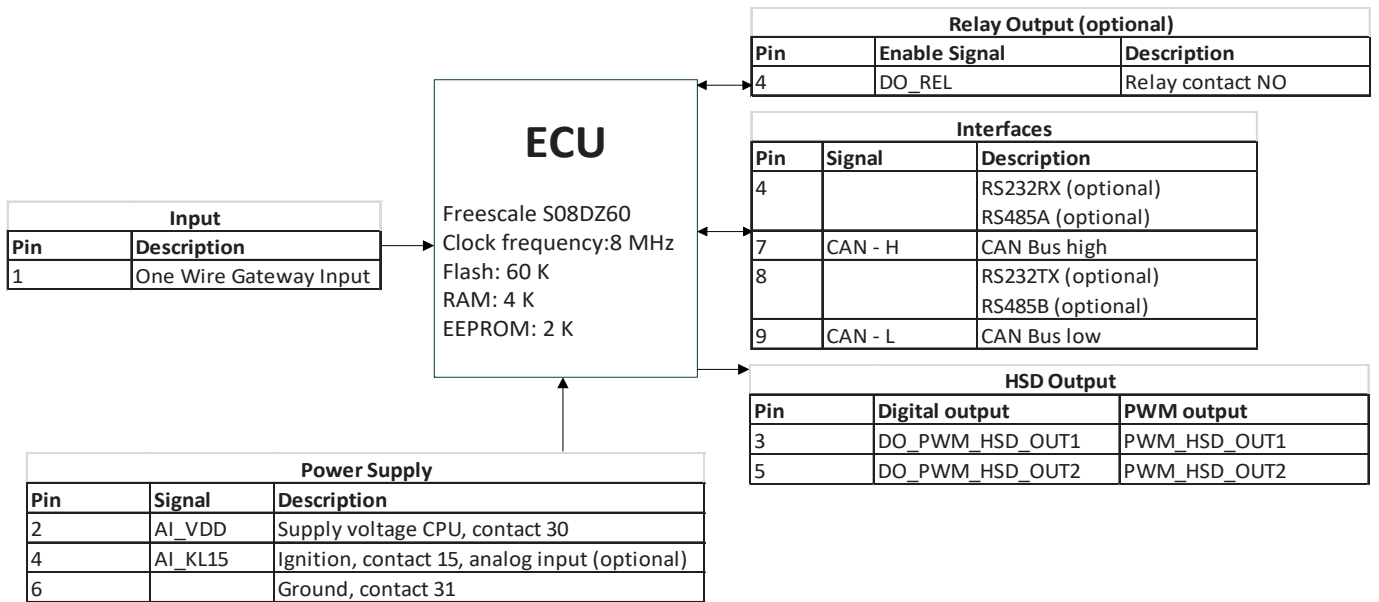 Relay Output (optional)
Pin Enable Signal Description
4 DO_REL Relay contact NO
ECU
Freescale S08DZ60
Clock frequency:8 MHz
Flash: 60 K
RAM: 4 K
EEPROM: 2 K
Interfaces
Pin Signal Description
4 RS232RX (optional)
RS485A (optional)
7 CAN - H CAN Bus high
8 RS232TX (optional)
RS485B (optional)
9 CAN - L CAN Bus low
Input
Pin Description
1 One Wire Gateway Input
HSD Output
Pin Digital output PWM output
3 DO_PWM_HSD_OUT1 PWM_HSD_OUT1
5 DO_PWM_HSD_OUT2 PWM_HSD_OUT2
Power Supply
Pin Signal Description
2 AI_VDD Supply voltage CPU, contact 30
4 AI_KL15 Ignition, contact 15, analog input (optional)
6 Ground, contact 31